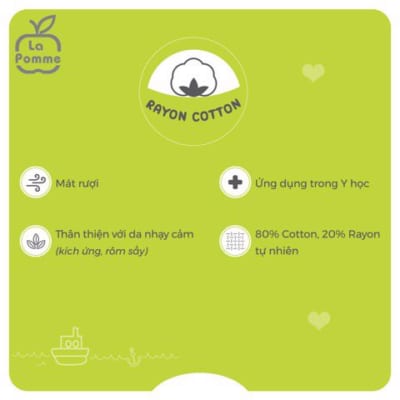 La
Pomme
RAYON COTTON
Mát rượi
Ứng dụng trong Y học
Thân thiện với da nhạy cảm
(kích ứng, rôm sảy)
80% Cotton, 20% Rayon
tự nhiên